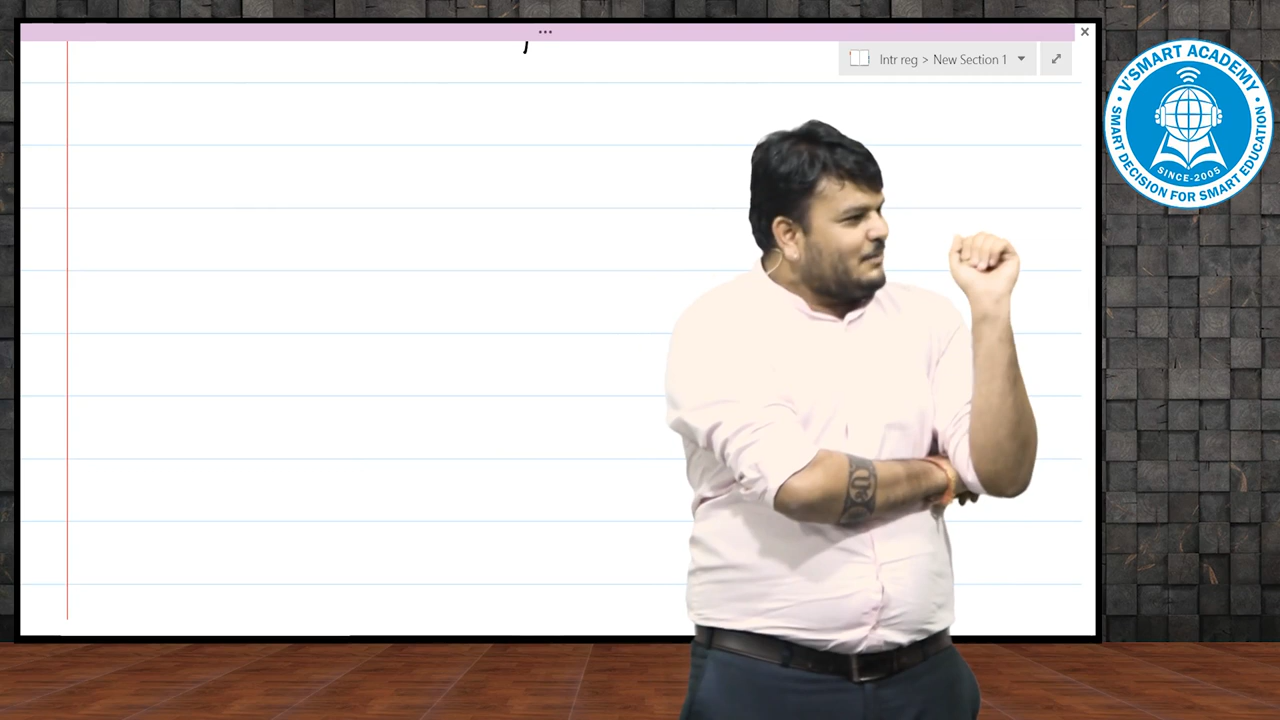 Intr reg > New Section 1
V'SMART ACADEMY
SINCE-2005
SMART DECISION FOR SMART EDUCATION